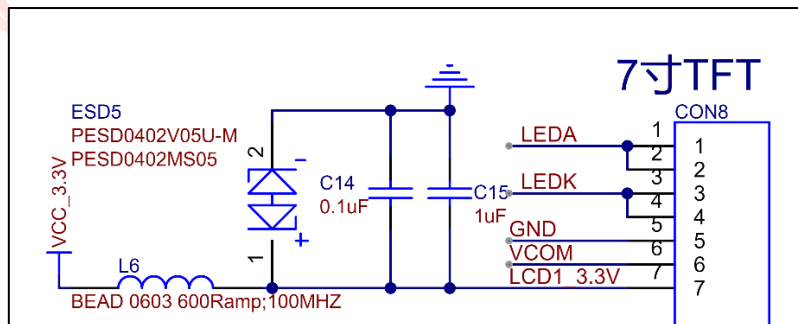 7寸TFT
ESD5
PESD0402V05U-M
PESD0402MS05
CON8
VCC_3.3V
2
-
C14
0.1uF
C15
1uF
+
1
L6
BEAD 0603 600Ramp;100MHZ
LEDA
1
1
2
2
LEDK
3
3
4
4
GND
5
5
VCOM
6
6
LCD1_3.3V
7
7